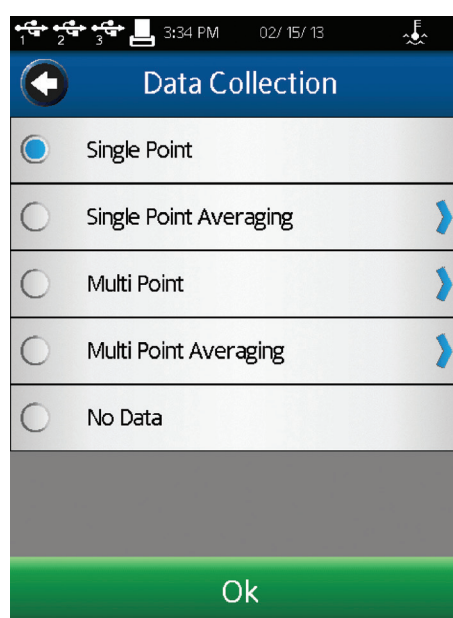 1 2 3 3:34 PM 02/ 15/ 13 E
Data Collection
Single Point
Single Point Averaging
Multi Point
Multi Point Averaging
No Data
Ok